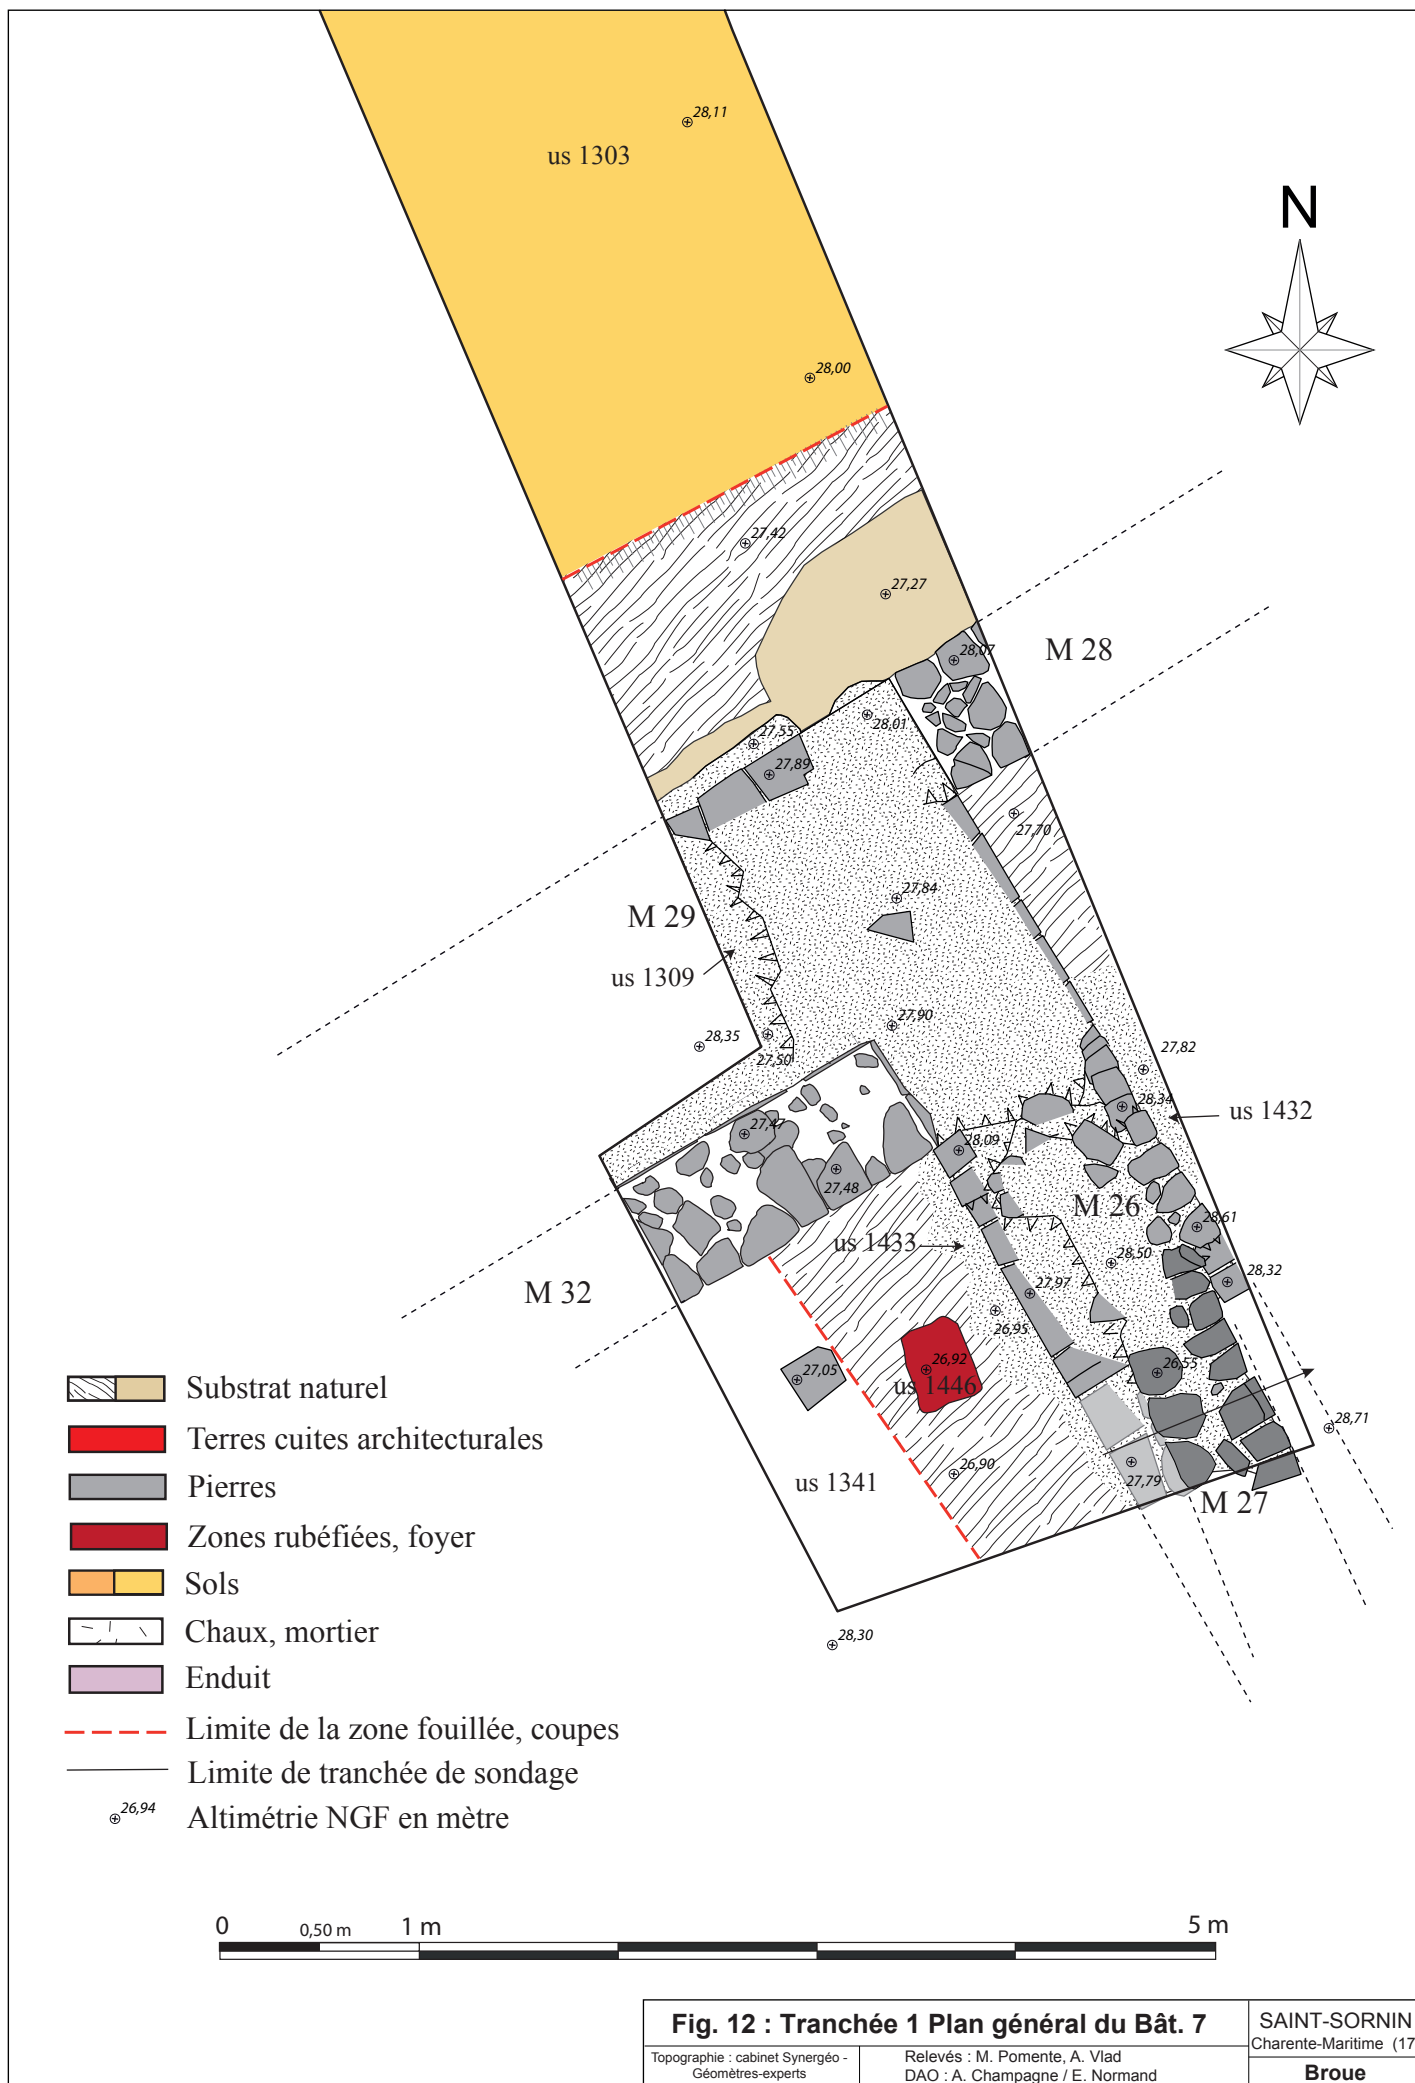 28,11
us 1303
N
28,00
27,42
27,27
M 28
28,07
28,01
27,55
27,89
27,70
27,84
M 29
us 1309
27,90
28,35
27,50
27,82
28,34
us 1432
27,47
28,09
27,48
M 26
28,61
us 1433
28,50
28,32
27,97
M 32
26,95
27,05
26,92
26,55
us 1446
28,71
us 1341
26,90
27,79
M 27
28,30
Substrat naturel
Terres cuites architecturales
Pierres
Zones rubéfiées, foyer
Sols
Chaux, mortier
Enduit
Limite de la zone fouillée, coupes
Limite de tranchée de sondage
26,94
Altimétrie NGF en mètre
0 0,50 m 1 m 5 m
Fig. 12 : Tranchée 1 Plan général du Bât. 7
SAINT-SORNIN
Charente-Maritime (17
Topographie : cabinet Synergéo -
Géomètres-experts
Relevés : M. Pomente, A. Vlad
DAO : A. Champagne / E. Normand
Broue